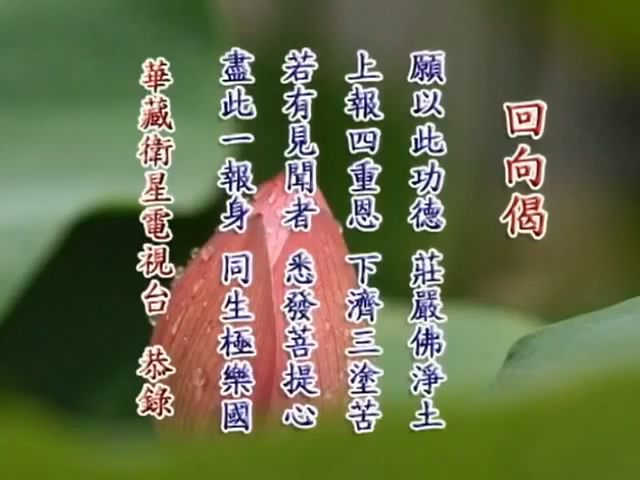 回向偈
願以此功德 莊嚴佛淨土
上報四重恩 下濟三塗苦
若有見聞者 悉發菩提心
盡此一報身 同生極樂國
華藏衛星電視台 恭錄